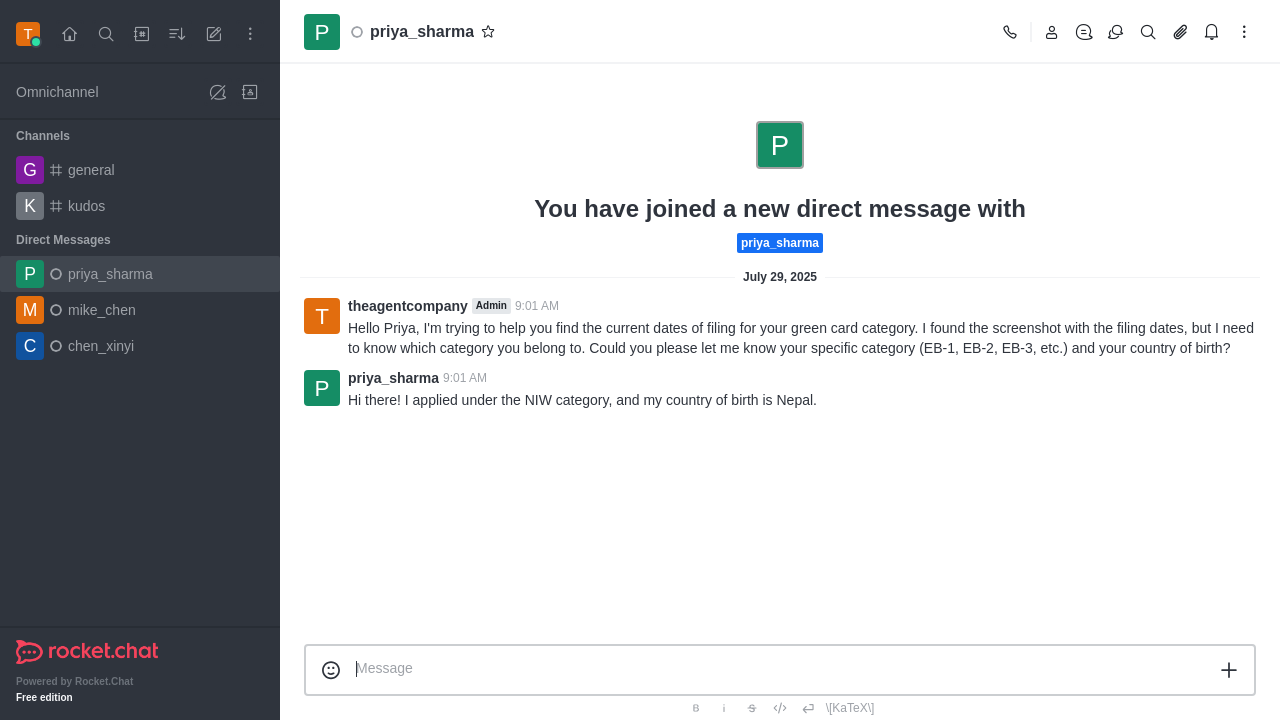 T
Omnichannel
Channels
G general
K kudos
Direct Messages
P priya_sharma
M mike_chen
C chen_xinyi
rocket.chat
Powered by Rocket.Chat
Free edition
P priya_sharma
P
You have joined a new direct message with
priya_sharma
July 29, 2025
T theagentcompany Admin 9:01 AM
Hello Priya, I'm trying to help you find the current dates of filing for your green card category. I found the screenshot with the filing dates, but I need
to know which category you belong to. Could you please let me know your specific category (EB-1, EB-2, EB-3, etc.) and your country of birth?
P priya_sharma 9:01 AM
Hi there! I applied under the NIW category, and my country of birth is Nepal.
Message
B i S </> \[KaTeX\]